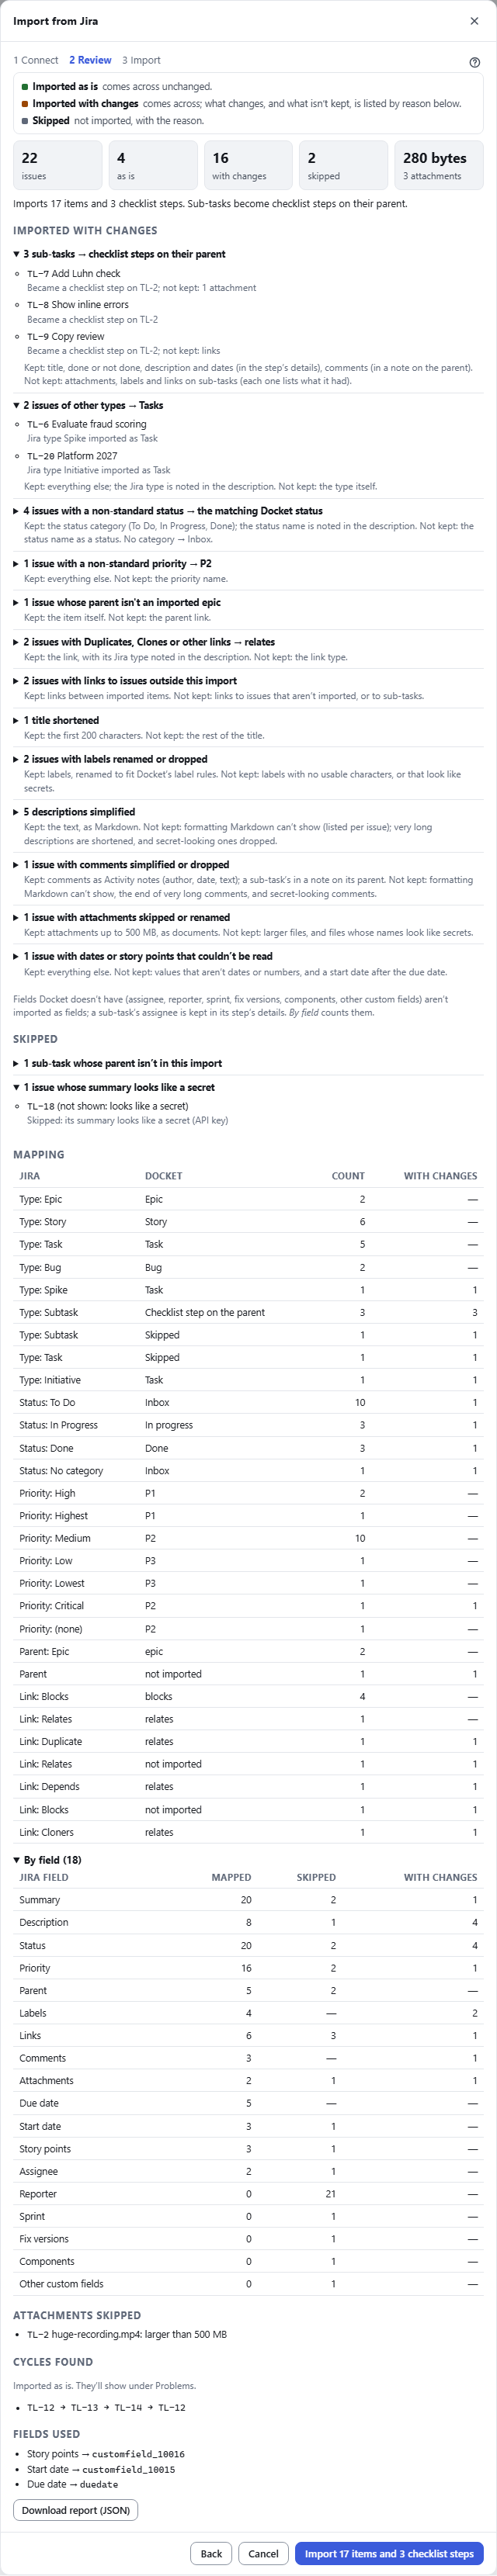 Import from Jira
1 Connect 2 Review 3 Import
Imported as is comes across unchanged.
Imported with changes comes across; what changes, and what isn't kept, is listed by reason below.
Skipped not imported, with the reason.
22 4 16 2 280 bytes
issues as is with changes skipped 3 attachments
Imports 17 items and 3 checklist steps. Sub-tasks become checklist steps on their parent.
IMPORTED WITH CHANGES
3 sub-tasks → checklist steps on their parent
TL-7 Add Luhn check
Became a checklist step on TL-2; not kept: 1 attachment
TL-8 Show inline errors
Became a checklist step on TL-2
TL-9 Copy review
Became a checklist step on TL-2; not kept: links
Kept: title, done or not done, description and dates (in the step's details), comments (in a note on the parent).
Not kept: attachments, labels and links on sub-tasks (each one lists what it had).
2 issues of other types → Tasks
TL-6 Evaluate fraud scoring
Jira type Spike imported as Task
TL-20 Platform 2027
Jira type Initiative imported as Task
Kept: everything else; the Jira type is noted in the description. Not kept: the type itself.
4 issues with a non-standard status → the matching Docket status
Kept: the status category (To Do, In Progress, Done); the status name is noted in the description. Not kept: the
status name as a status. No category → Inbox.
1 issue with a non-standard priority → P2
Kept: everything else. Not kept: the priority name.
1 issue whose parent isn't an imported epic
Kept: the item itself. Not kept: the parent link.
2 issues with Duplicates, Clones or other links → relates
Kept: the link, with its Jira type noted in the description. Not kept: the link type.
2 issues with links to issues outside this import
Kept: links between imported items. Not kept: links to issues that aren't imported, or to sub-tasks.
1 title shortened
Kept: the first 200 characters. Not kept: the rest of the title.
2 issues with labels renamed or dropped
Kept: labels, renamed to fit Docket's label rules. Not kept: labels with no usable characters, or that look like
secrets.
5 descriptions simplified
Kept: the text, as Markdown. Not kept: formatting Markdown can't show (listed per issue); very long
descriptions are shortened, and secret-looking ones dropped.
1 issue with comments simplified or dropped
Kept: comments as Activity notes (author, date, text); a sub-task's in a note on its parent. Not kept: formatting
Markdown can't show, the end of very long comments, and secret-looking comments.
1 issue with attachments skipped or renamed
Kept: attachments up to 500 MB, as documents. Not kept: larger files, and files whose names look like secrets.
1 issue with dates or story points that couldn't be read
Kept: everything else. Not kept: values that aren't dates or numbers, and a start date after the due date.
Fields Docket doesn't have (assignee, reporter, sprint, fix versions, components, other custom fields) aren't
imported as fields; a sub-task's assignee is kept in its step's details. By field counts them.
SKIPPED
1 sub-task whose parent isn't in this import
1 issue whose summary looks like a secret
TL-18 (not shown: looks like a secret)
Skipped: its summary looks like a secret (API key)
MAPPING
JIRA DOCKET COUNT WITH CHANGES
Type: Epic Epic 2 —
Type: Story Story 6 —
Type: Task Task 5 —
Type: Bug Bug 2 —
Type: Spike Task 1 1
Type: Subtask Checklist step on the parent 3 3
Type: Subtask Skipped 1 1
Type: Task Skipped 1 1
Type: Initiative Task 1 1
Status: To Do Inbox 10 1
Status: In Progress In progress 3 1
Status: Done Done 3 1
Status: No category Inbox 1 1
Priority: High P1 2 —
Priority: Highest P1 1 —
Priority: Medium P2 10 —
Priority: Low P3 1 —
Priority: Lowest P3 1 —
Priority: Critical P2 1 1
Priority: (none) P2 1 —
Parent: Epic epic 2 —
Parent not imported 1 1
Link: Blocks blocks 4 —
Link: Relates relates 1 —
Link: Duplicate relates 1 1
Link: Relates not imported 1 1
Link: Depends relates 1 1
Link: Blocks not imported 1 1
Link: Cloners relates 1 1
By field (18)
JIRA FIELD MAPPED SKIPPED WITH CHANGES
Summary 20 2 1
Description 8 1 4
Status 20 2 4
Priority 16 2 1
Parent 5 2 —
Labels 4 — 2
Links 6 3 1
Comments 3 — 1
Attachments 2 1 1
Due date 5 — —
Start date 3 1 —
Story points 3 1 —
Assignee 2 1 —
Reporter 0 21 —
Sprint 0 1 —
Fix versions 0 1 —
Components 0 1 —
Other custom fields 0 1 —
ATTACHMENTS SKIPPED
TL-2 huge-recording.mp4: larger than 500 MB
CYCLES FOUND
Imported as is. They'll show under Problems.
TL-12 → TL-13 → TL-14 → TL-12
FIELDS USED
Story points → customfield_10016
Start date → customfield_10015
Due date → duedate
Download report (JSON)
Back Cancel Import 17 items and 3 checklist steps